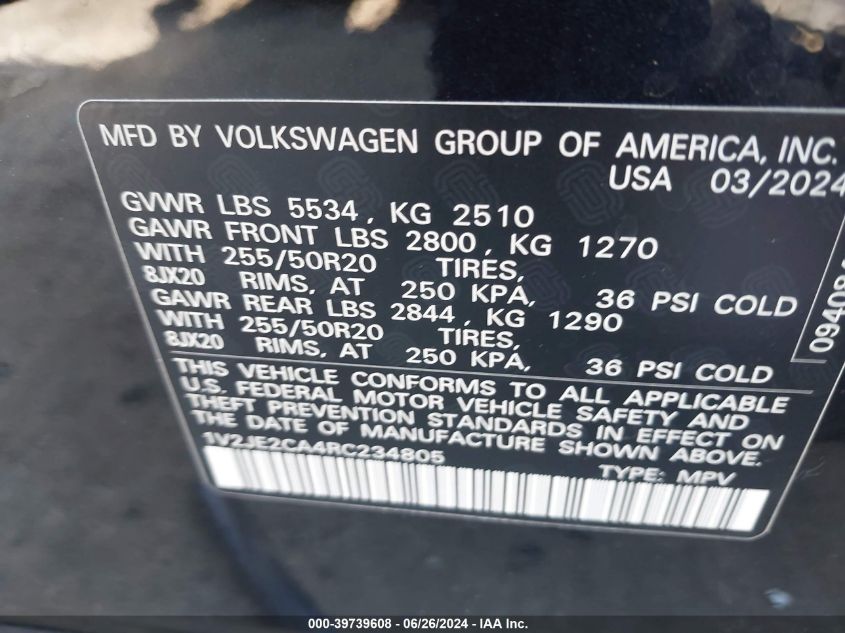 MFD BY VOLKSWAGEN GROUP OF AMERICA, INC.
USA 03/2024
GVWR LBS 5534, KG 2510
GAWR FRONT LBS 2800, KG 1270
WITH 255/50R20 TIRES,
8JX20 RIMS, AT 250 KPA, 36 PSI COLD
GAWR REAR LBS 2844, KG 1290
WITH 255/50R20 TIRES,
8JX20 RIMS, AT 250 KPA, 36 PSI COLD
THIS VEHICLE CONFORMS TO ALL APPLICABLE
U.S. FEDERAL MOTOR VEHICLE SAFETY AND
THEFT PREVENTION STANDARDS IN EFFECT ON
THE DATE OF MANUFACTURE SHOWN ABOVE.
1V2JE2CA4RC234805
TYPE: MPV
000-39739608 - 06/26/2024 - IAA Inc.